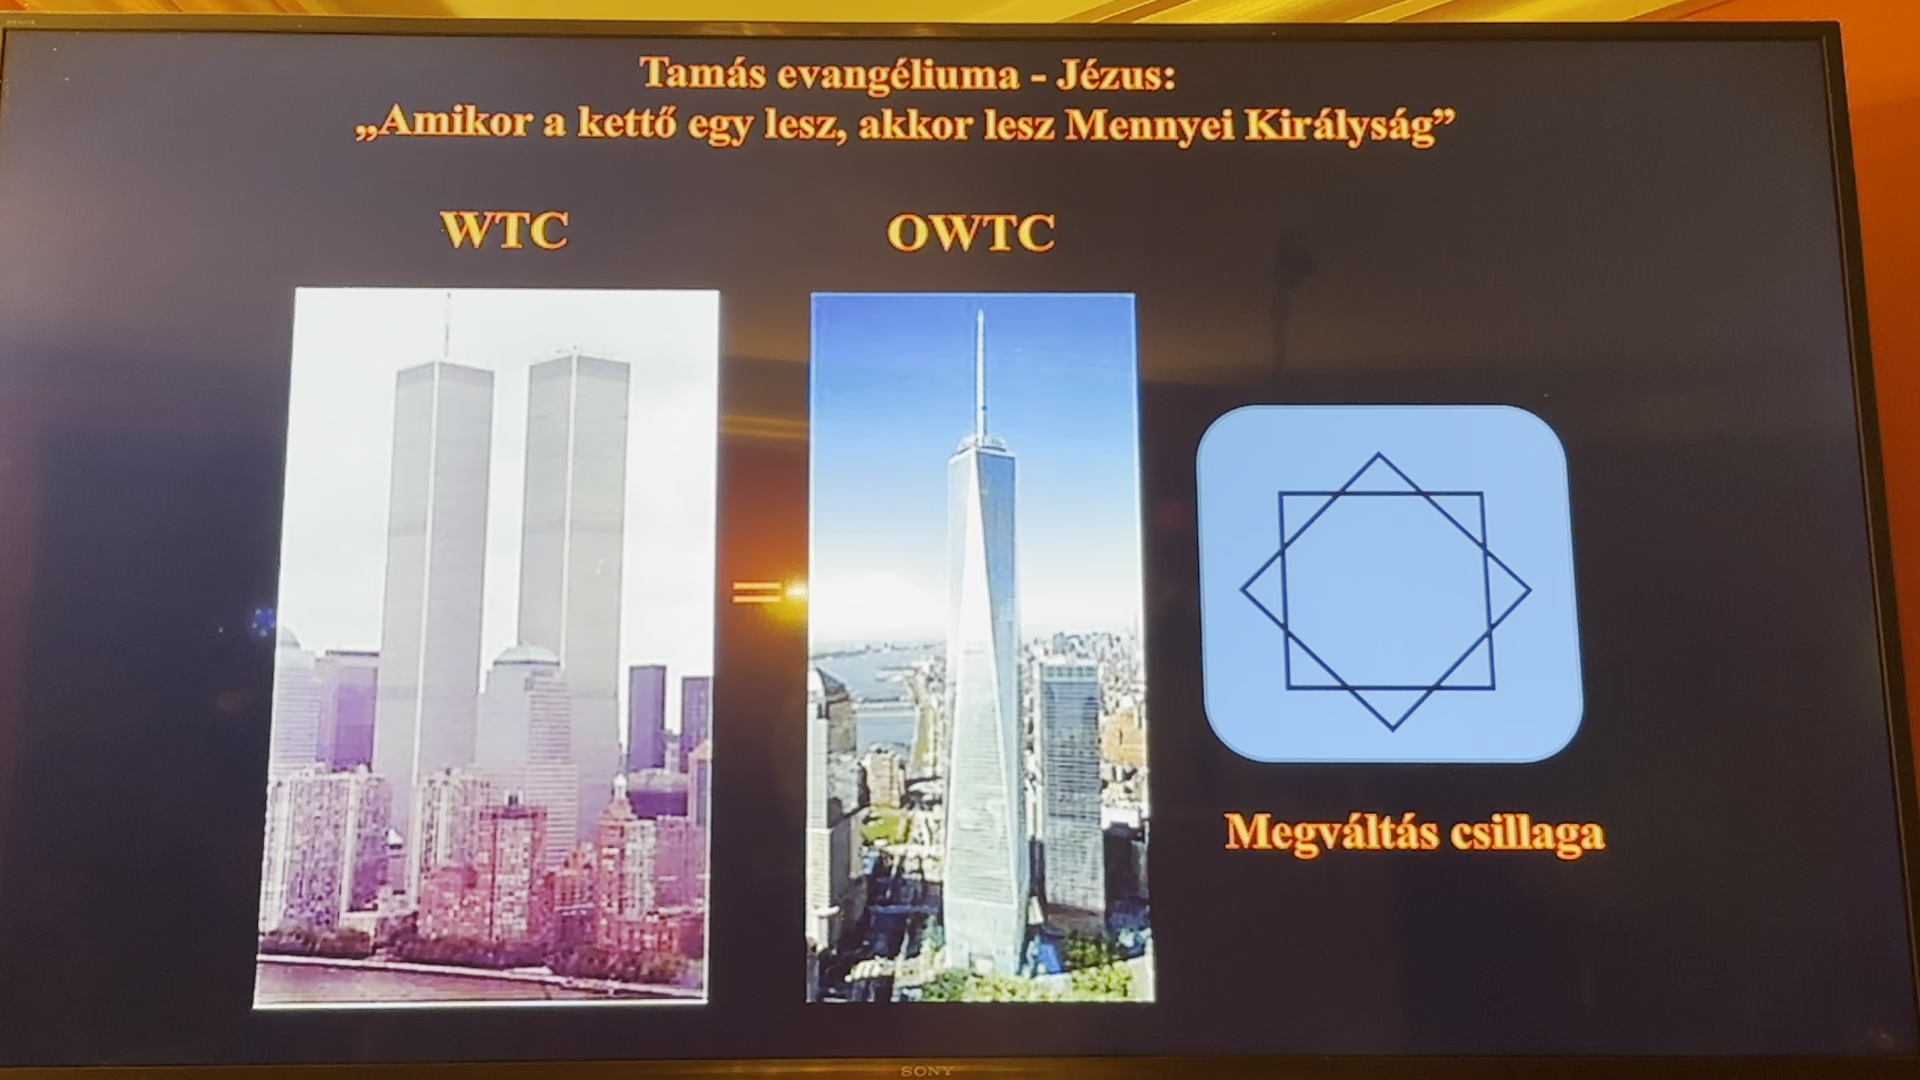 Tamás evangéliuma - Jézus:
„Amikor a kettő egy lesz, akkor lesz Mennyei Királyság”
WTC
OWTC
=
Megváltás csillaga
SONY